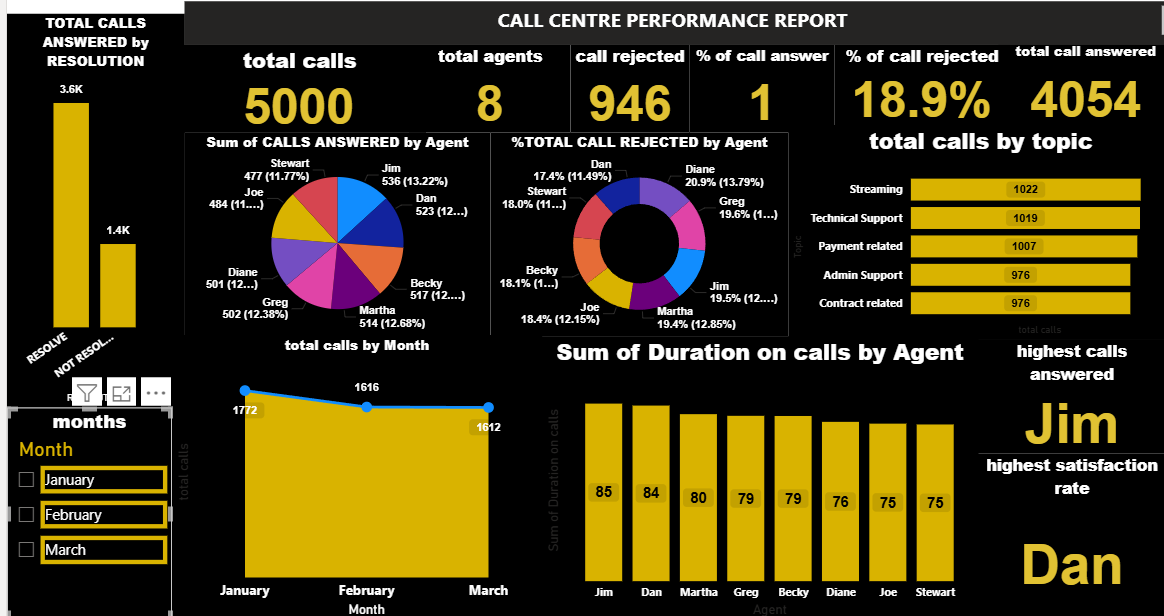 CALL CENTRE PERFORMANCE REPORT
TOTAL CALLS
ANSWERED by
RESOLUTION
3.6K
1.4K
RESOLVE
NOT RESOL...
total calls
5000
total agents
8
call rejected
946
% of call answer
1
% of call rejected
18.9%
total call answered
4054
Sum of CALLS ANSWERED by Agent
Stewart
477 (11.77%)
Jim
536 (13.22%)
Joe
484 (11....)
Dan
523 (12...)
Diane
501 (12...)
Becky
517 (12....)
Greg
502 (12.38%)
Martha
514 (12.68%)
%TOTAL CALL REJECTED by Agent
Dan
17.4% (11.49%)
Diane
20.9% (13.79%)
Stewart
18.0% (11...)
Greg
19.6% (1...)
Becky
18.1% (1...)
Jim
19.5% (12....)
Joe
18.4% (12.15%)
Martha
19.4% (12.85%)
total calls by topic
Topic
Streaming
1022
Technical Support
1019
Payment related
1007
Admin Support
976
Contract related
976
total calls
months
Month
January
February
March
total calls by Month
total calls
1772
1616
1612
January
February
March
Month
Sum of Duration on calls by Agent
Sum of Duration on calls
85
84
80
79
79
76
75
75
Jim
Dan
Martha
Greg
Becky
Diane
Joe
Stewart
Agent
highest calls
answered
Jim
highest satisfaction
rate
Dan